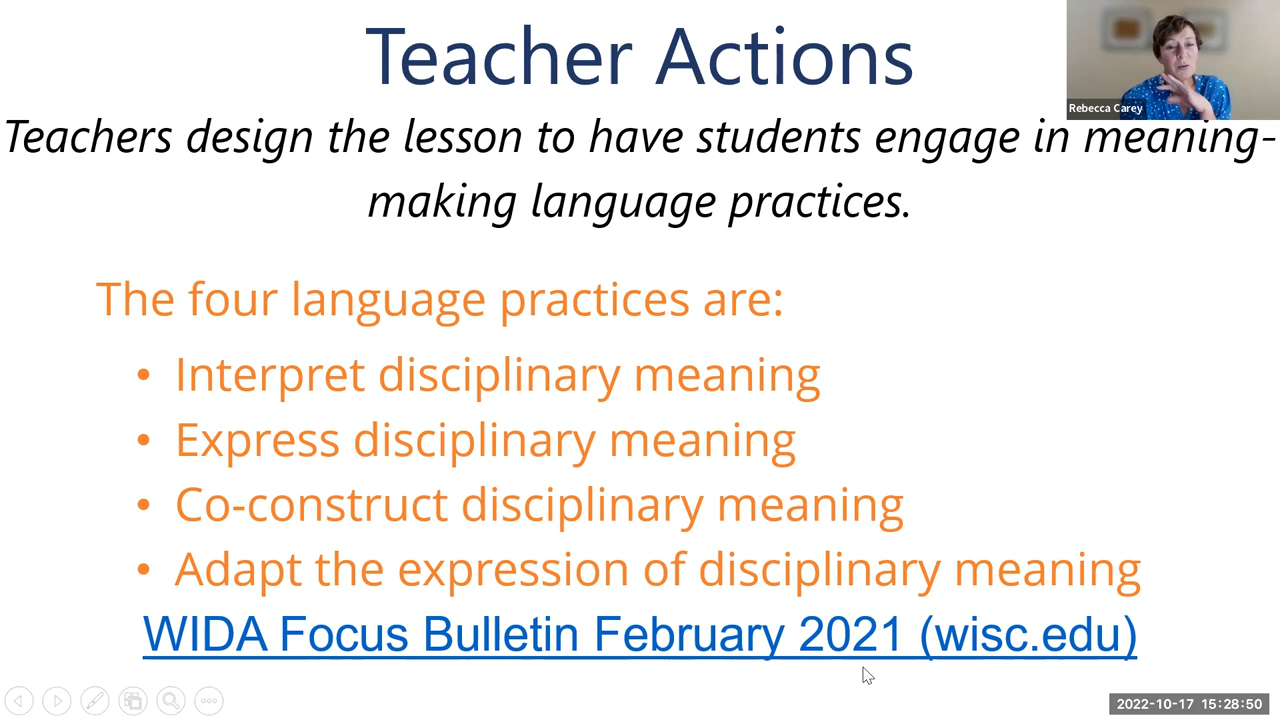 Teacher Actions
Rebecca Carey
Teachers design the lesson to have students engage in meaning-
making language practices.
The four language practices are:
• Interpret disciplinary meaning
• Express disciplinary meaning
• Co-construct disciplinary meaning
• Adapt the expression of disciplinary meaning
WIDA Focus Bulletin February 2021 (wisc.edu)
2022-10-17 15:28:50